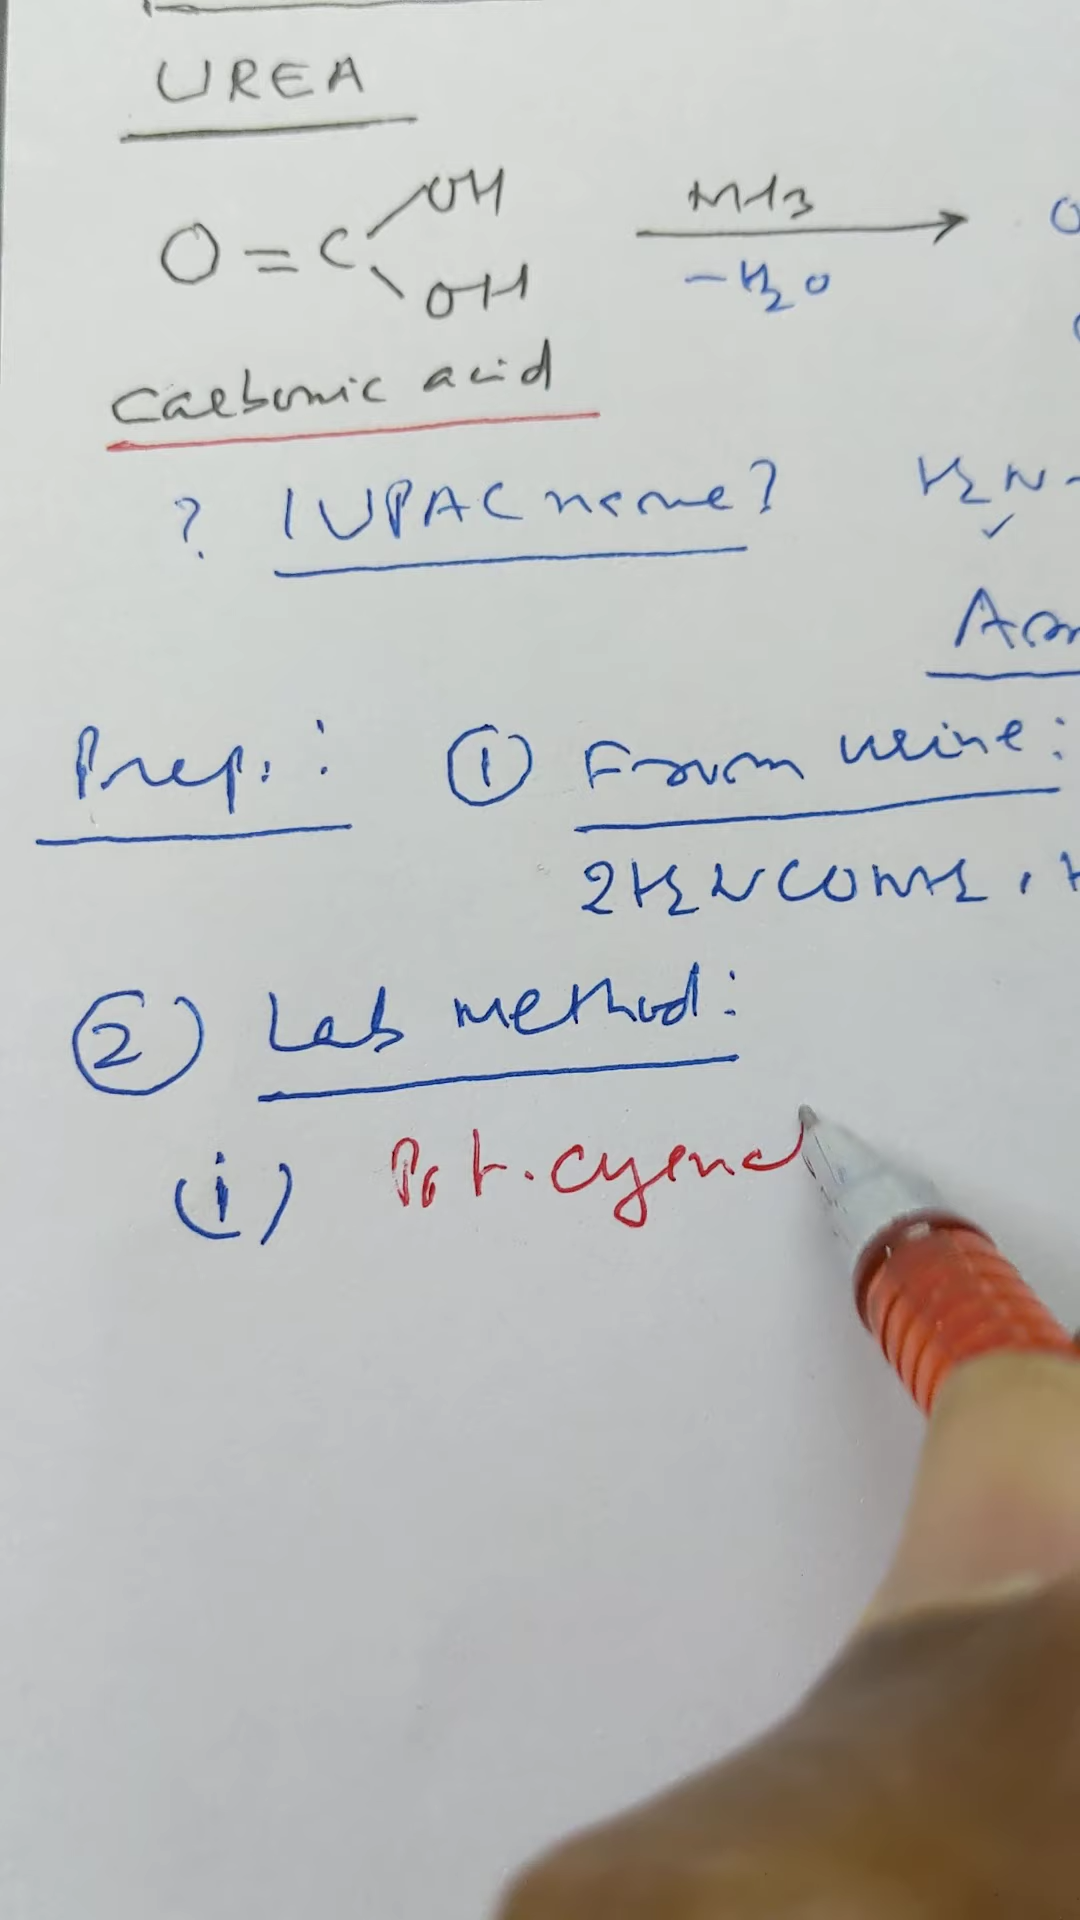 UREA
OH
O = C
OH
NH3
-H2O
Carbonic acid
? IUPAC name?
H2N-
Prep. :
① From urine :
2H2NCONH2 .
② Lab method :
(i) Pot. cyana